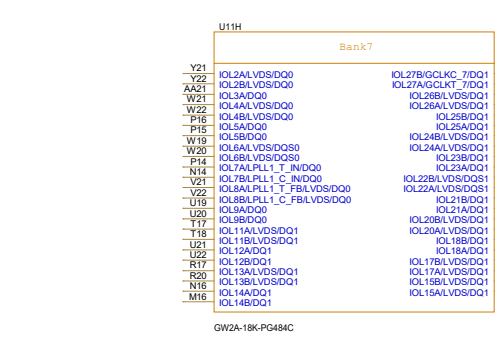 U11H
Bank7
Y21 IOL2A/LVDS/DQ0 IOL27B/GCLKC_7/DQ1
Y22 IOL2B/LVDS/DQ0 IOL27A/GCLKT_7/DQ1
AA21 IOL3A/DQ0 IOL26B/LVDS/DQ1
W21 IOL4A/LVDS/DQ0 IOL26A/LVDS/DQ1
W22 IOL4B/LVDS/DQ0 IOL25B/DQ1
P16 IOL5A/DQ0 IOL25A/DQ1
P15 IOL5B/DQ0 IOL24B/LVDS/DQ1
W19 IOL6A/LVDS/DQS0 IOL24A/LVDS/DQ1
W20 IOL6B/LVDS/DQS0 IOL23B/DQ1
P14 IOL7A/LPLL1_T_IN/DQ0 IOL23A/DQ1
N14 IOL7B/LPLL1_C_IN/DQ0 IOL22B/LVDS/DQS1
V21 IOL8A/LPLL1_T_FB/LVDS/DQ0 IOL22A/LVDS/DQS1
V22 IOL8B/LPLL1_C_FB/LVDS/DQ0 IOL21B/DQ1
U19 IOL9A/DQ0 IOL21A/DQ1
U20 IOL9B/DQ0 IOL20B/LVDS/DQ1
T17 IOL11A/LVDS/DQ1 IOL20A/LVDS/DQ1
T18 IOL11B/LVDS/DQ1 IOL18B/DQ1
U21 IOL12A/DQ1 IOL18A/DQ1
U22 IOL12B/DQ1 IOL17B/LVDS/DQ1
R17 IOL13A/LVDS/DQ1 IOL17A/LVDS/DQ1
R20 IOL13B/LVDS/DQ1 IOL15B/LVDS/DQ1
N16 IOL14A/DQ1 IOL15A/LVDS/DQ1
M16 IOL14B/DQ1
GW2A-18K-PG484C